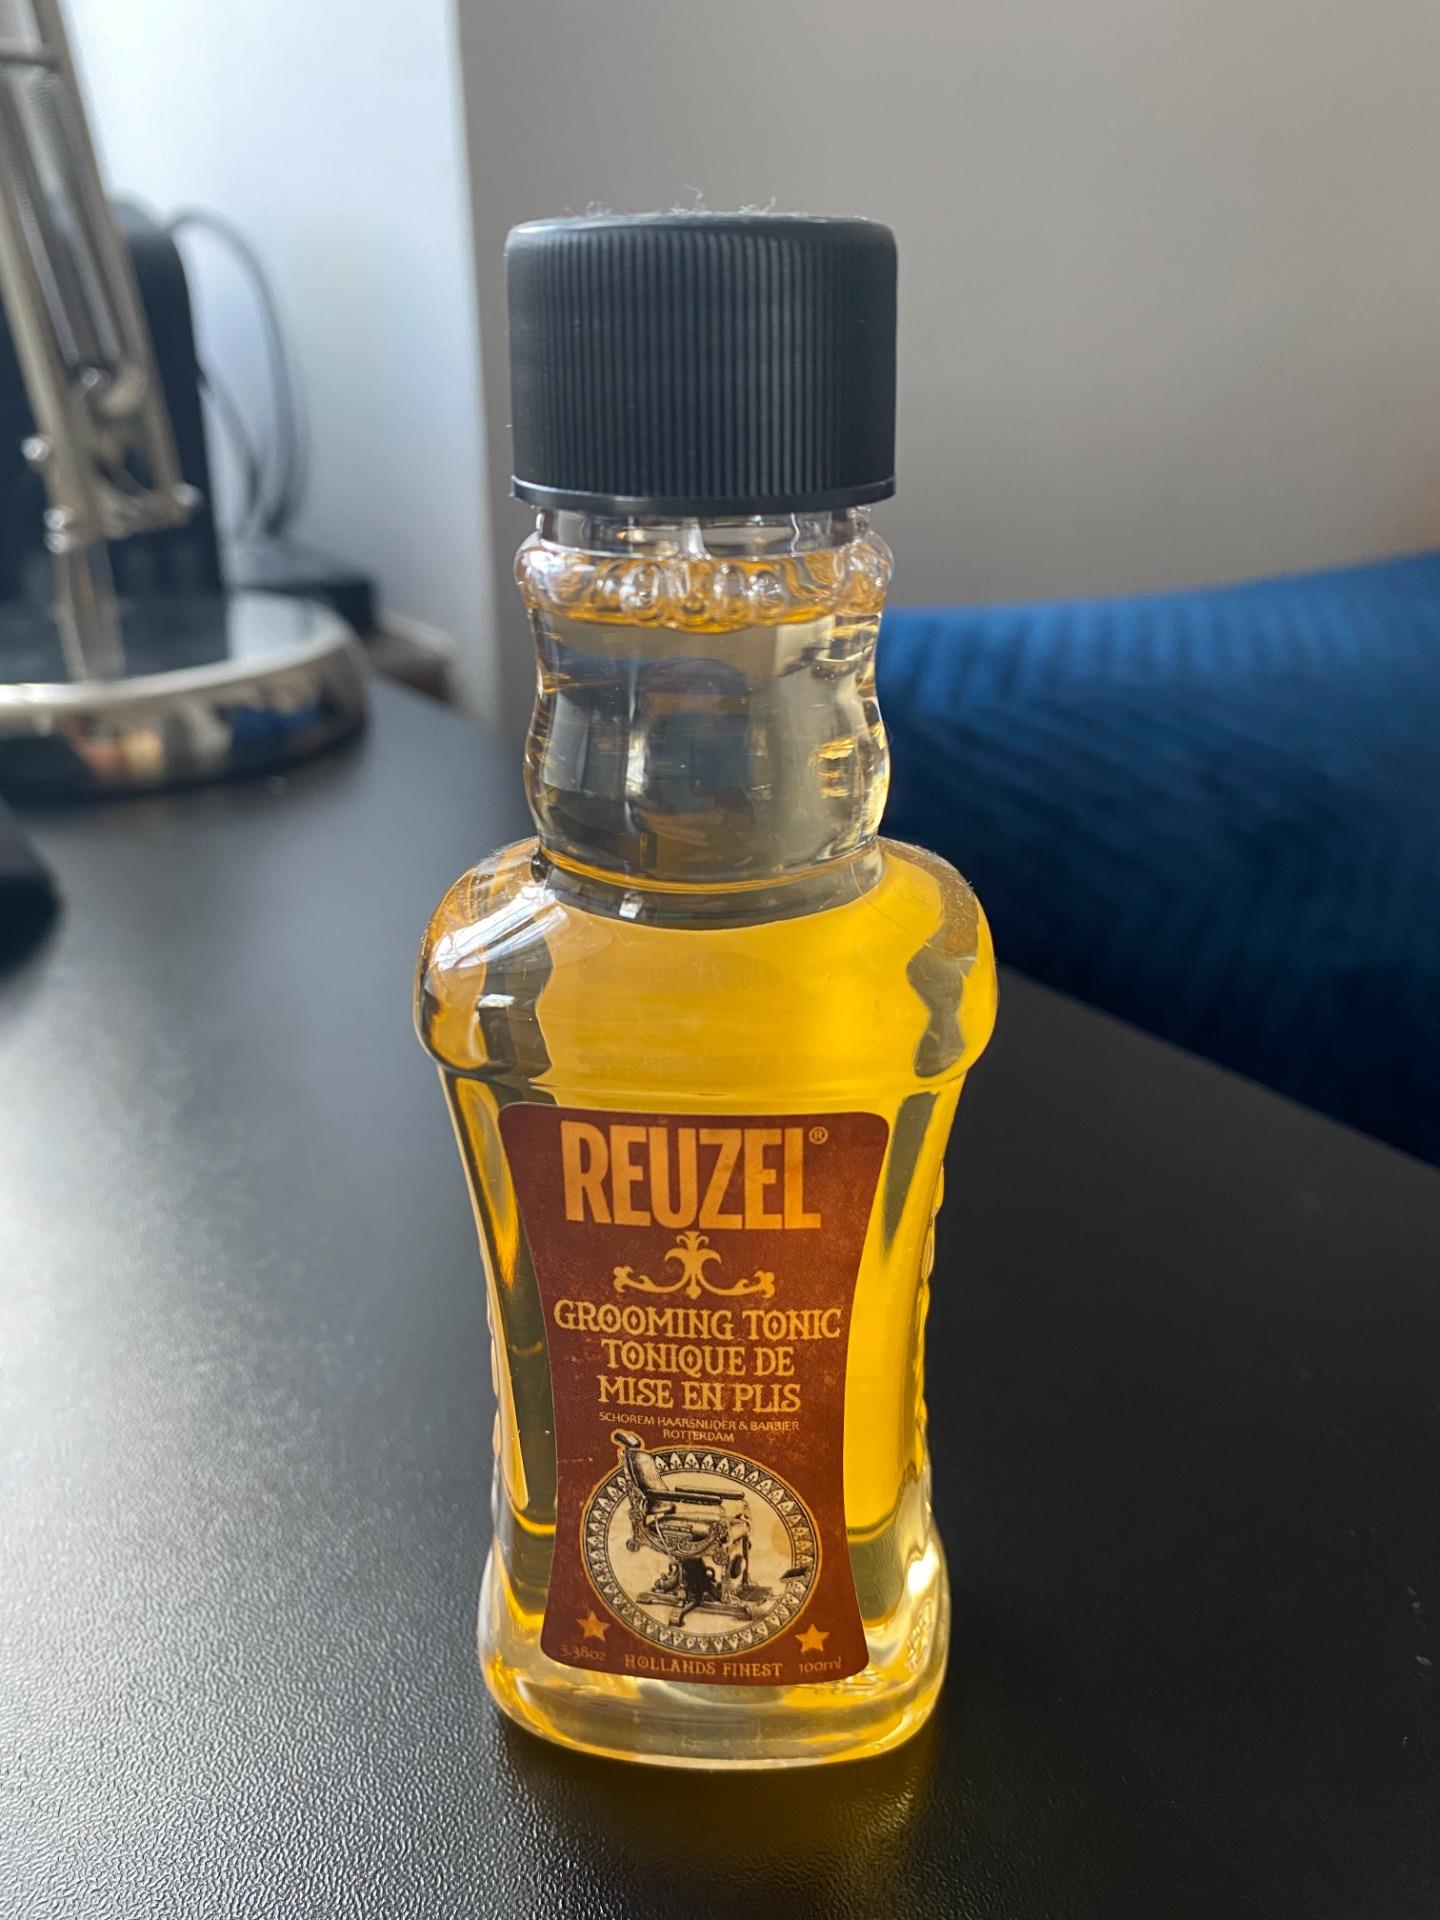 REUZEL®
GROOMING TONIC
TONIQUE DE
MISE EN PLIS
SCHOREM HAARSNIJDER & BARBIER
ROTTERDAM
3.38oz HOLLANDS FINEST 100ml